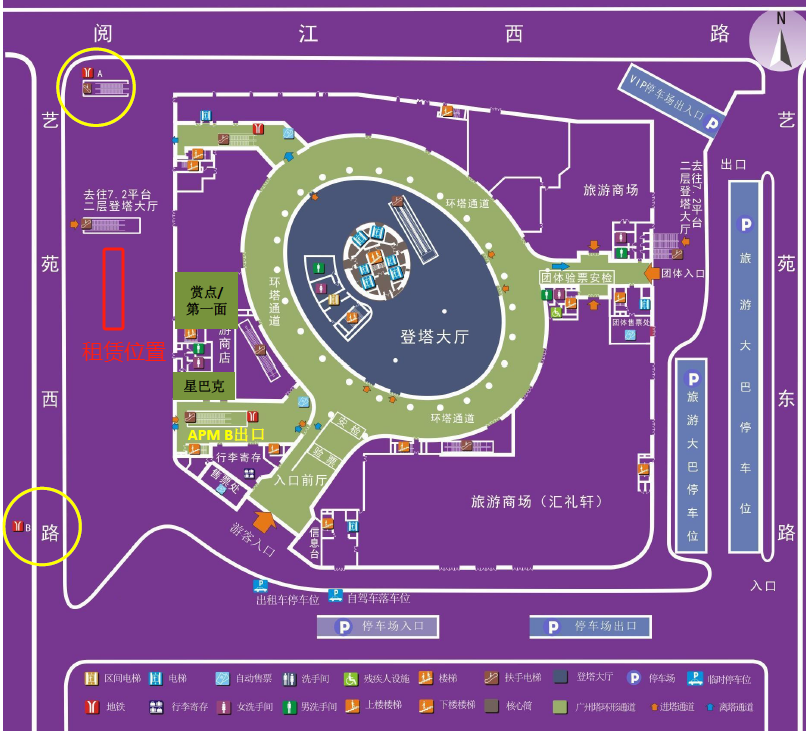 阅 江 西 路
N
A
VIP停车场出入口 P
艺 苑 西 路
艺 苑 东 路
去往7.2平台
二层登塔大厅
去往7.2平台
二层登塔大厅
出口
旅游商场
环塔通道
团体验票安检
团体入口
团体售票处
P 旅游大巴停车位
P 旅游大巴停车位
赏点/
第一面
环塔通道
登塔大厅
租赁位置
游商店
星巴克
APM B出口
环塔通道
安检
验票
行李寄存
售票处
入口前厅
旅游商场（汇礼轩）
B
游客入口
信息台
入口
P
出租车停车位
P
自驾车落车位
P 停车场入口
P 停车场出口
区间电梯 电梯 自动售票 洗手间 残疾人设施 楼梯 扶手电梯 登塔大厅 P 停车场 P 临时停车位
地铁 行李寄存 女洗手间 男洗手间 上楼楼梯 下楼楼梯 核心筒 广州塔环形通道 进塔通道 离塔通道